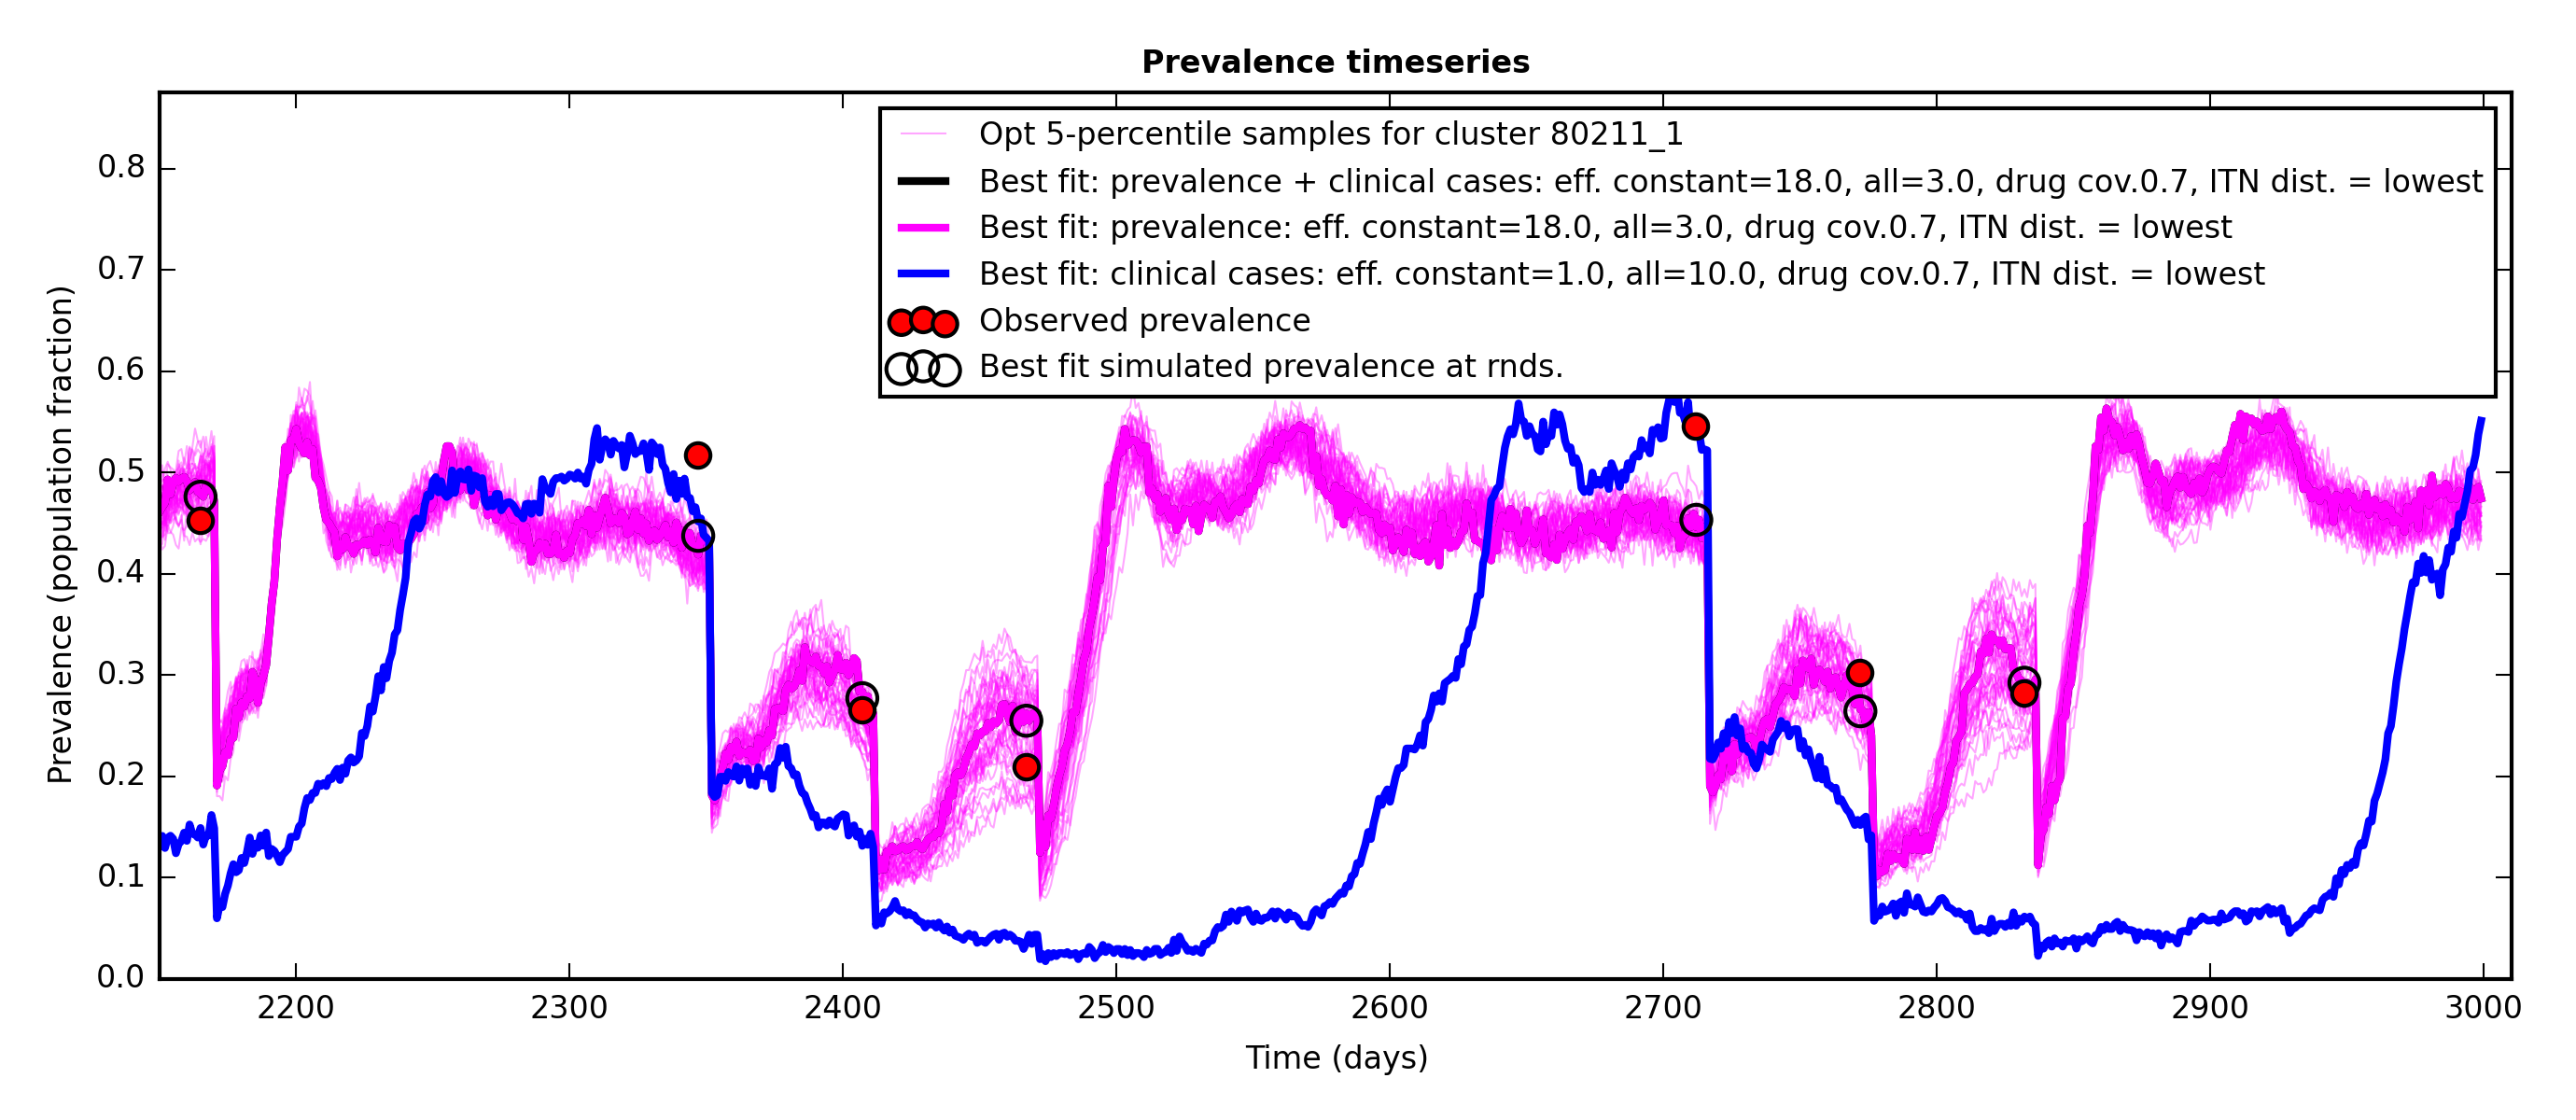 Prevalence timeseries
Opt 5-percentile samples for cluster 80211_1
Best fit: prevalence + clinical cases: eff. constant=18.0, all=3.0, drug cov.0.7, ITN dist. = lowest
Best fit: prevalence: eff. constant=18.0, all=3.0, drug cov.0.7, ITN dist. = lowest
Best fit: clinical cases: eff. constant=1.0, all=10.0, drug cov.0.7, ITN dist. = lowest
Observed prevalence
Best fit simulated prevalence at rnds.
Prevalence (population fraction)
0.8
0.7
0.6
0.5
0.4
0.3
0.2
0.1
0.0
2200 2300 2400 2500 2600 2700 2800 2900 3000
Time (days)